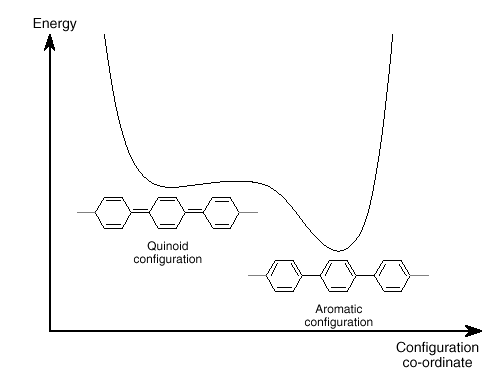 Energy
Quinoid
configuration
Aromatic
configuration
Configuration
co-ordinate